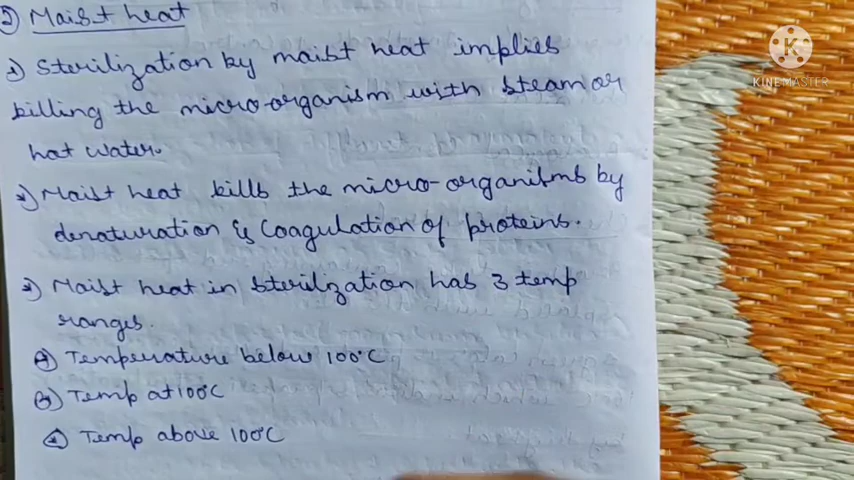 2) Moist heat
1) Sterilization by moist heat implies
killing the micro-organism with steam or
hot water.
2) Moist heat kills the micro-organisms by
denaturation & Coagulation of proteins.
3) Moist heat in sterilization has 3 temp
ranges.
a) Temperature below 100°C
b) Temp at 100°C
c) Temp above 100°C
KINEMASTER